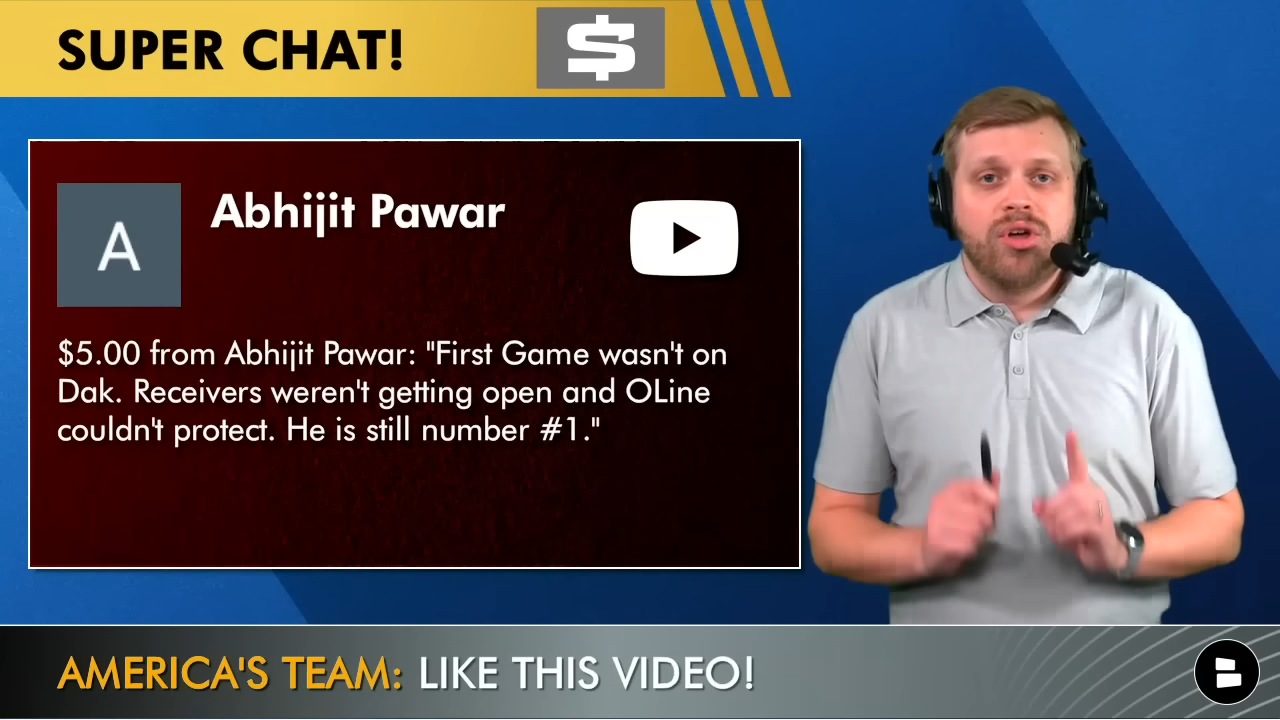 SUPER CHAT!
$
A
Abhijit Pawar
$5.00 from Abhijit Pawar: "First Game wasn't on
Dak. Receivers weren't getting open and OLine
couldn't protect. He is still number #1."
AMERICA'S TEAM: LIKE THIS VIDEO!